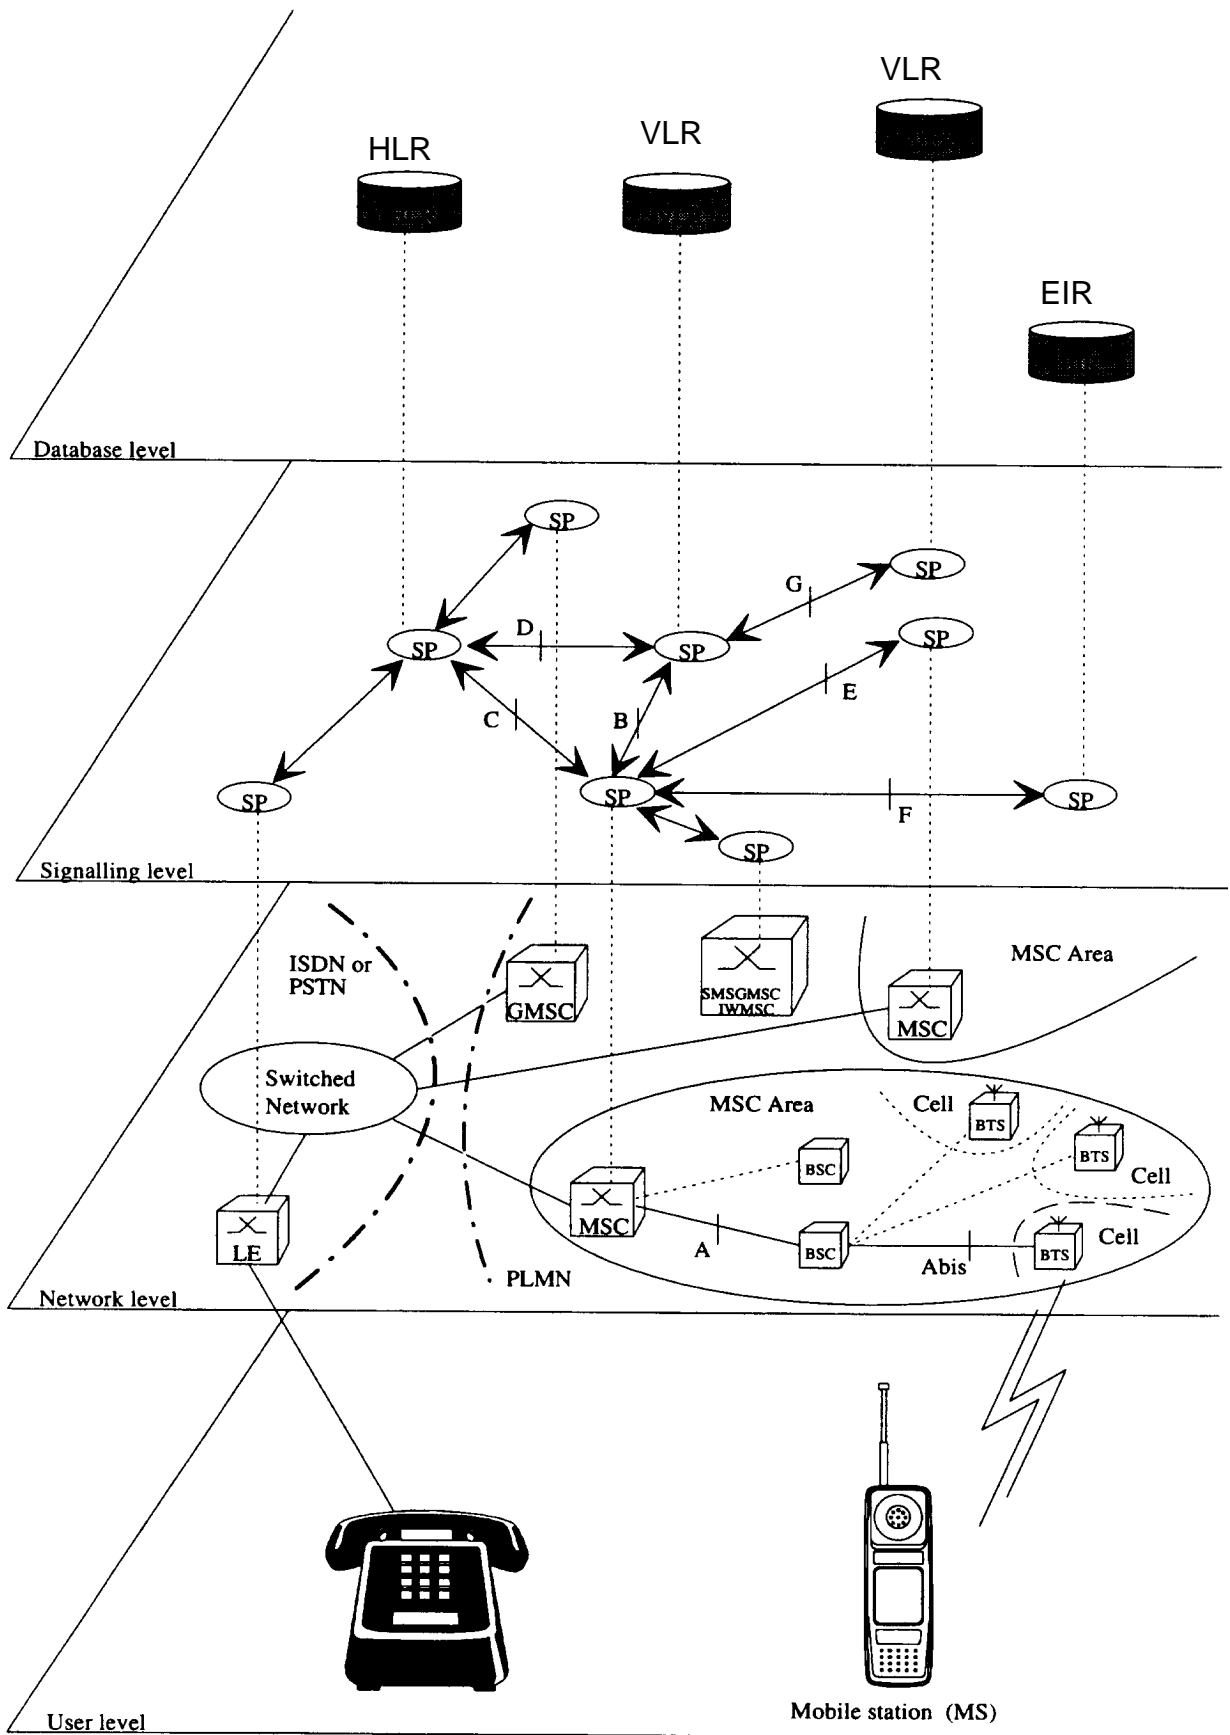 VLR
VLR
HLR
EIR
Database level
SP
SP
G
SP
D
SP
SP
E
C
B
SP
SP
SP
F
SP
Signalling level
ISDN or
PSTN
GMSC
SMSGMSC
IWMSC
MSC Area
MSC
Switched
Network
MSC Area
Cell
BTS
BTS
Cell
BSC
MSC
LE
A
BSC
Abis
BTS
Cell
PLMN
Network level
Mobile station (MS)
User level